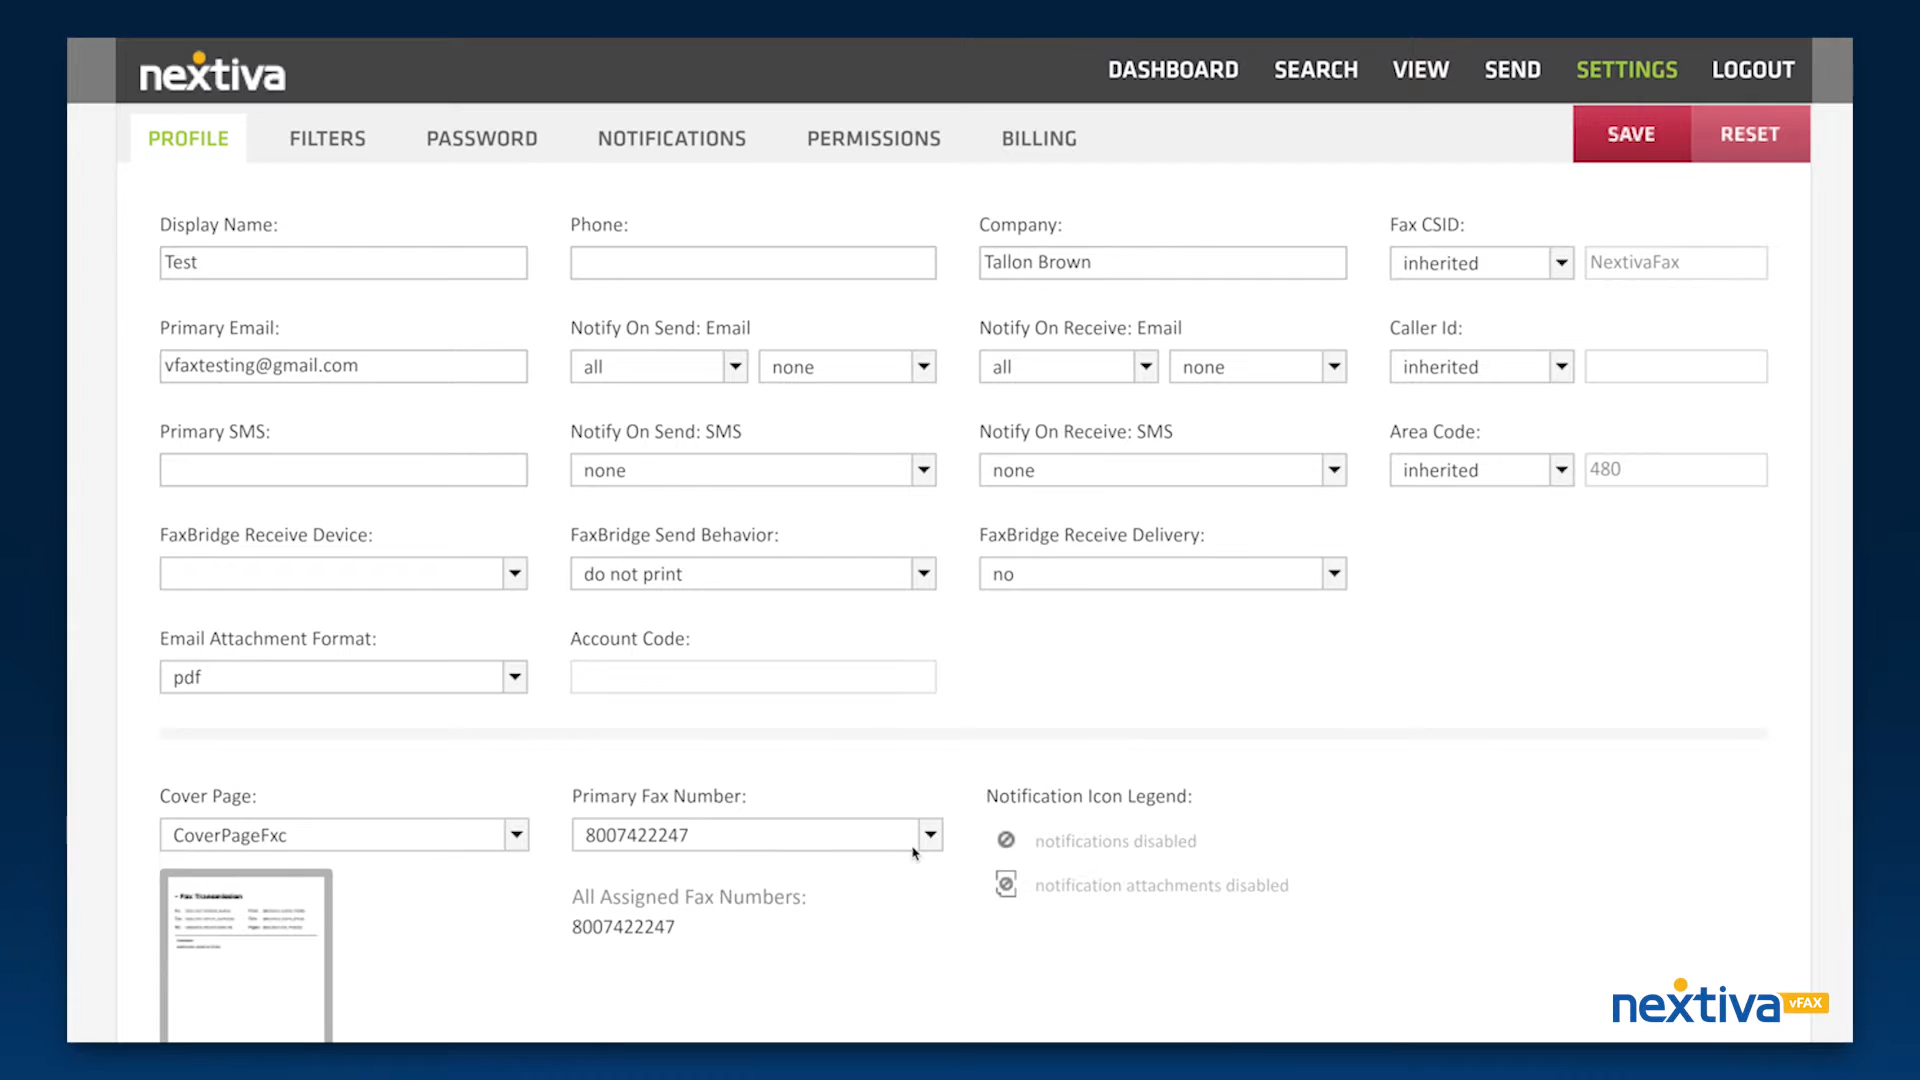 nextiva DASHBOARD SEARCH VIEW SEND SETTINGS LOGOUT
PROFILE FILTERS PASSWORD NOTIFICATIONS PERMISSIONS BILLING SAVE RESET
Display Name: Phone: Company: Fax CSID:
Test Tallon Brown inherited NextivaFax
Primary Email: Notify On Send: Email Notify On Receive: Email Caller Id:
vfaxtesting@gmail.com all none all none inherited
Primary SMS: Notify On Send: SMS Notify On Receive: SMS Area Code:
none none inherited 480
FaxBridge Receive Device: FaxBridge Send Behavior: FaxBridge Receive Delivery:
do not print no
Email Attachment Format: Account Code:
pdf
Cover Page: Primary Fax Number: Notification Icon Legend:
CoverPageFxc 8007422247 notifications disabled
notification attachments disabled
Fax Transmission
All Assigned Fax Numbers:
8007422247
nextiva vFAX